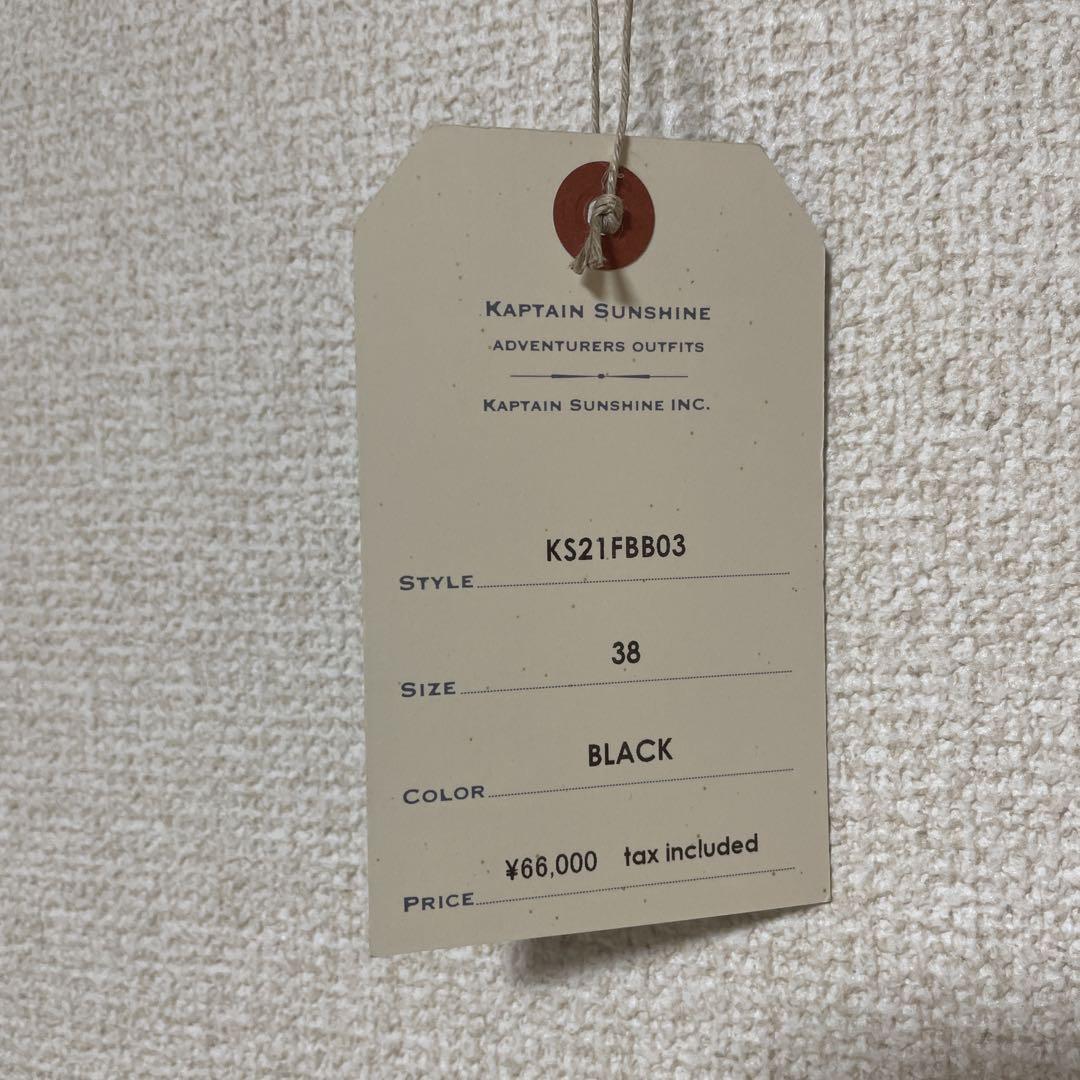 KAPTAIN SUNSHINE
ADVENTURERS OUTFITS
KAPTAIN SUNSHINE INC.
STYLE KS21FBB03
SIZE 38
COLOR BLACK
PRICE ¥66,000 tax included